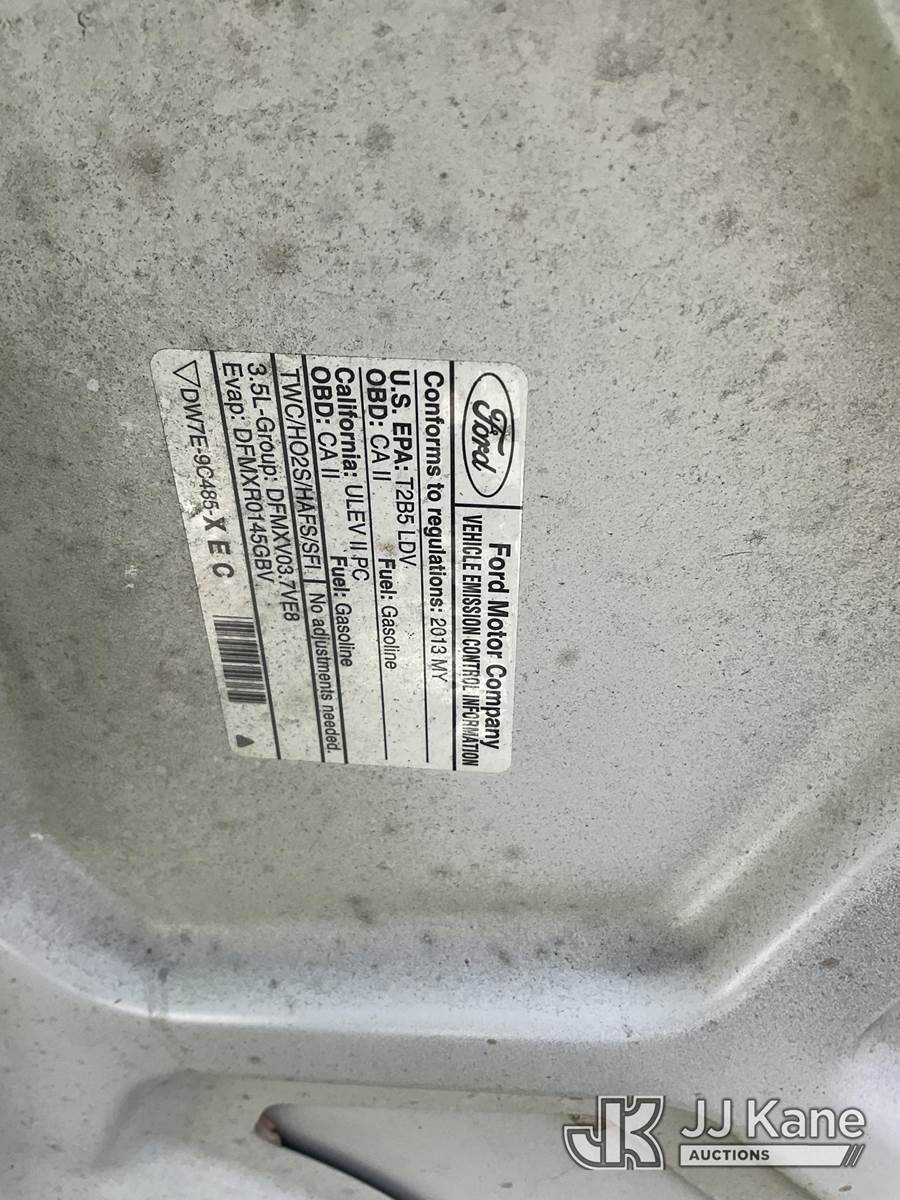 Ford
Ford Motor Company
VEHICLE EMISSION CONTROL INFORMATION
Conforms to regulations: 2013 MY
U.S. EPA: T2B5 LDV Fuel: Gasoline
OBD: CA II
California: ULEV II PC Fuel: Gasoline
OBD: CA II
TWC/HO2S/HAFS/SFI No adjustments needed.
3.5L-Group: DFMXV03.7VE8
Evap: DFMXR0145GBV
DW7E-9C485-XEC
JK JJ Kane
AUCTIONS